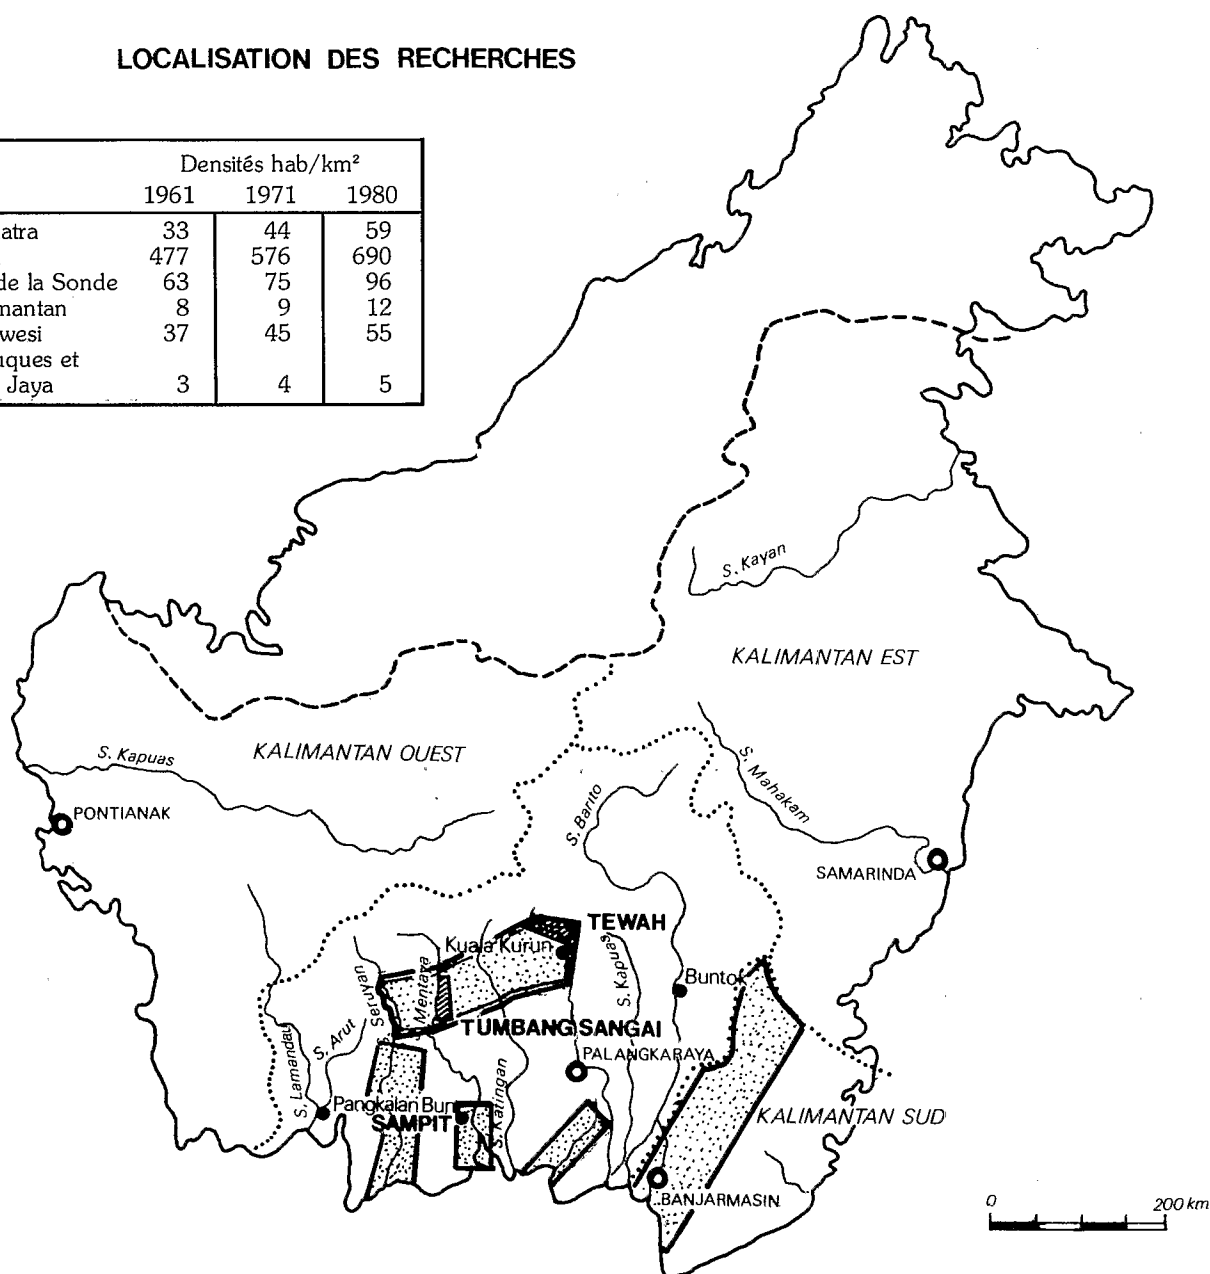 LOCALISATION DES RECHERCHES
Densités hab/km²
1961 1971 1980
atra 33 44 59
477 576 690
de la Sonde 63 75 96
mantan 8 9 12
wesi 37 45 55
uques et
Jaya 3 4 5
S. Kayan
KALIMANTAN EST
KALIMANTAN OUEST
S. Kapuas
S. Mahakam
S. Barito
PONTIANAK
SAMARINDA
TEWAH
Kuala Kurun
S. Kapuas
Buntok
Mentaya
S. Seruyan
TUMBANG SANGAI
S. Arut
S. Lamandau
PALANGKARAYA
Pangkalan Bun
SAMPIT
S. Katingan
KALIMANTAN SUD
BANJARMASIN
0 200 km